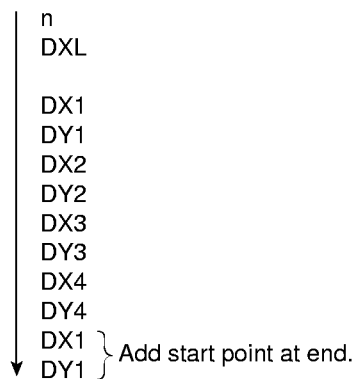 n
DXL
DX1
DY1
DX2
DY2
DX3
DY3
DX4
DY4
DX1
DY1
Add start point at end.